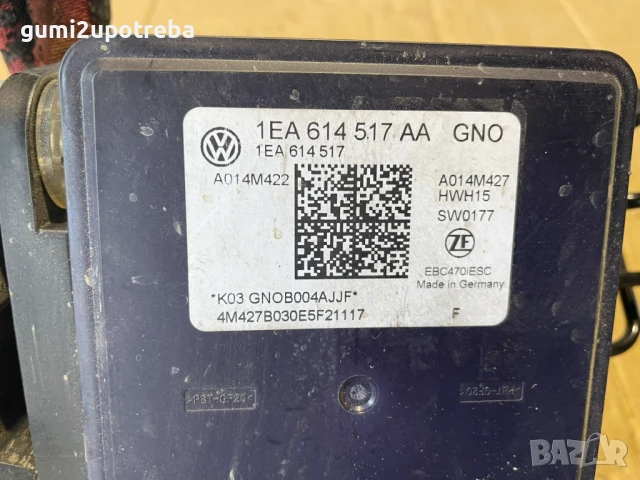 gumi2upotreba
1EA 614 517 AA GNO
1EA 614 517
A014M422
A014M427
HWH15
SW0177
ZF
EBC470iESC
Made in Germany
*K03 GNOB004AJJF*
4M427B030E5F21117 F
BAZAR